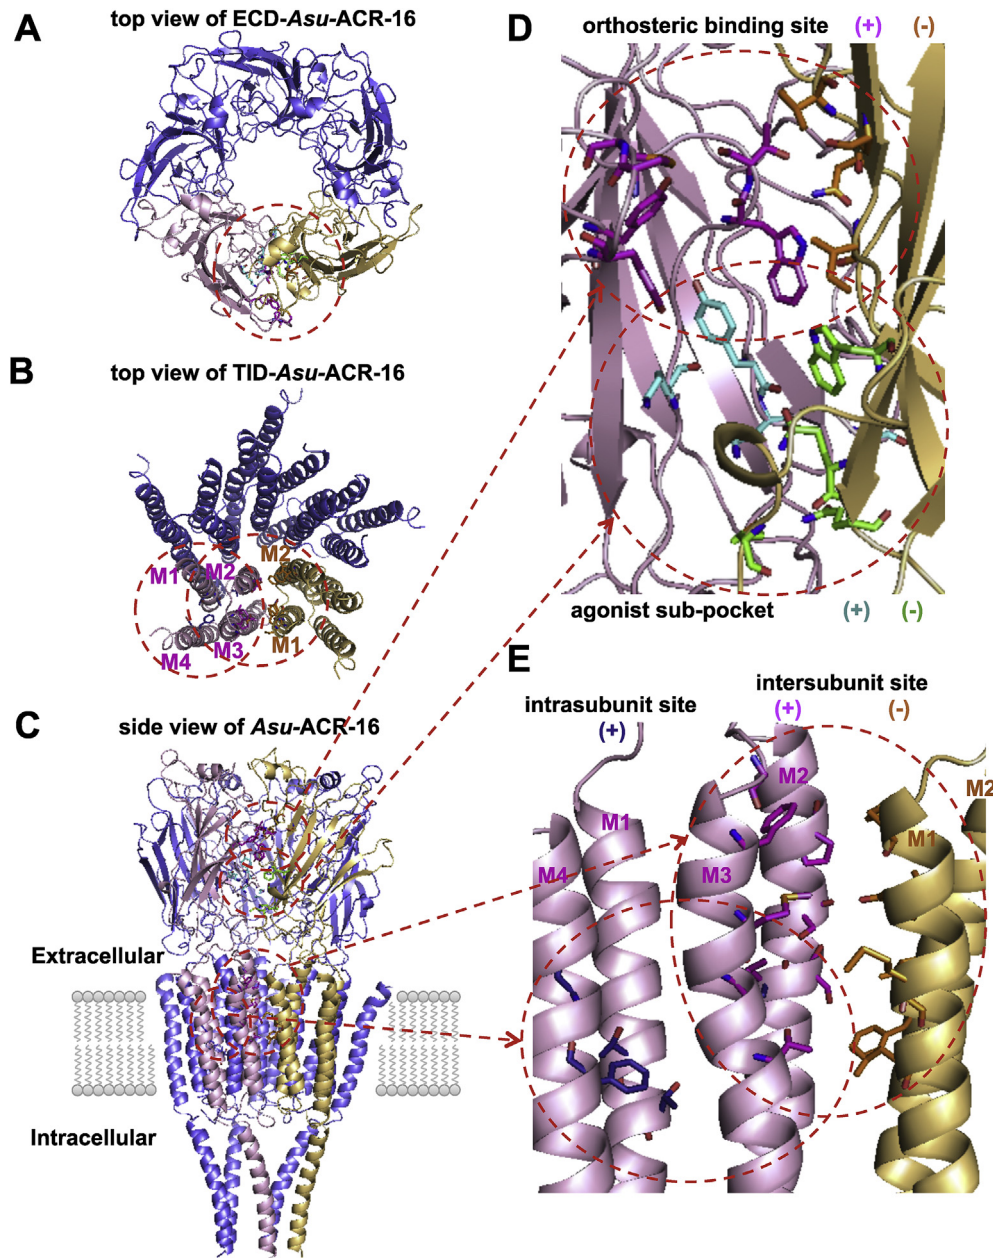 A
top view of ECD-Asu-ACR-16
B
top view of TID-Asu-ACR-16
M1
M2
M2
M4
M3
M1
C
side view of Asu-ACR-16
Extracellular
Intracellular
D
orthosteric binding site (+) (-)
agonist sub-pocket (+) (-)
E
intrasubunit site
(+)
intersubunit site
(+) (-)
M2
M2
M1
M1
M4
M3